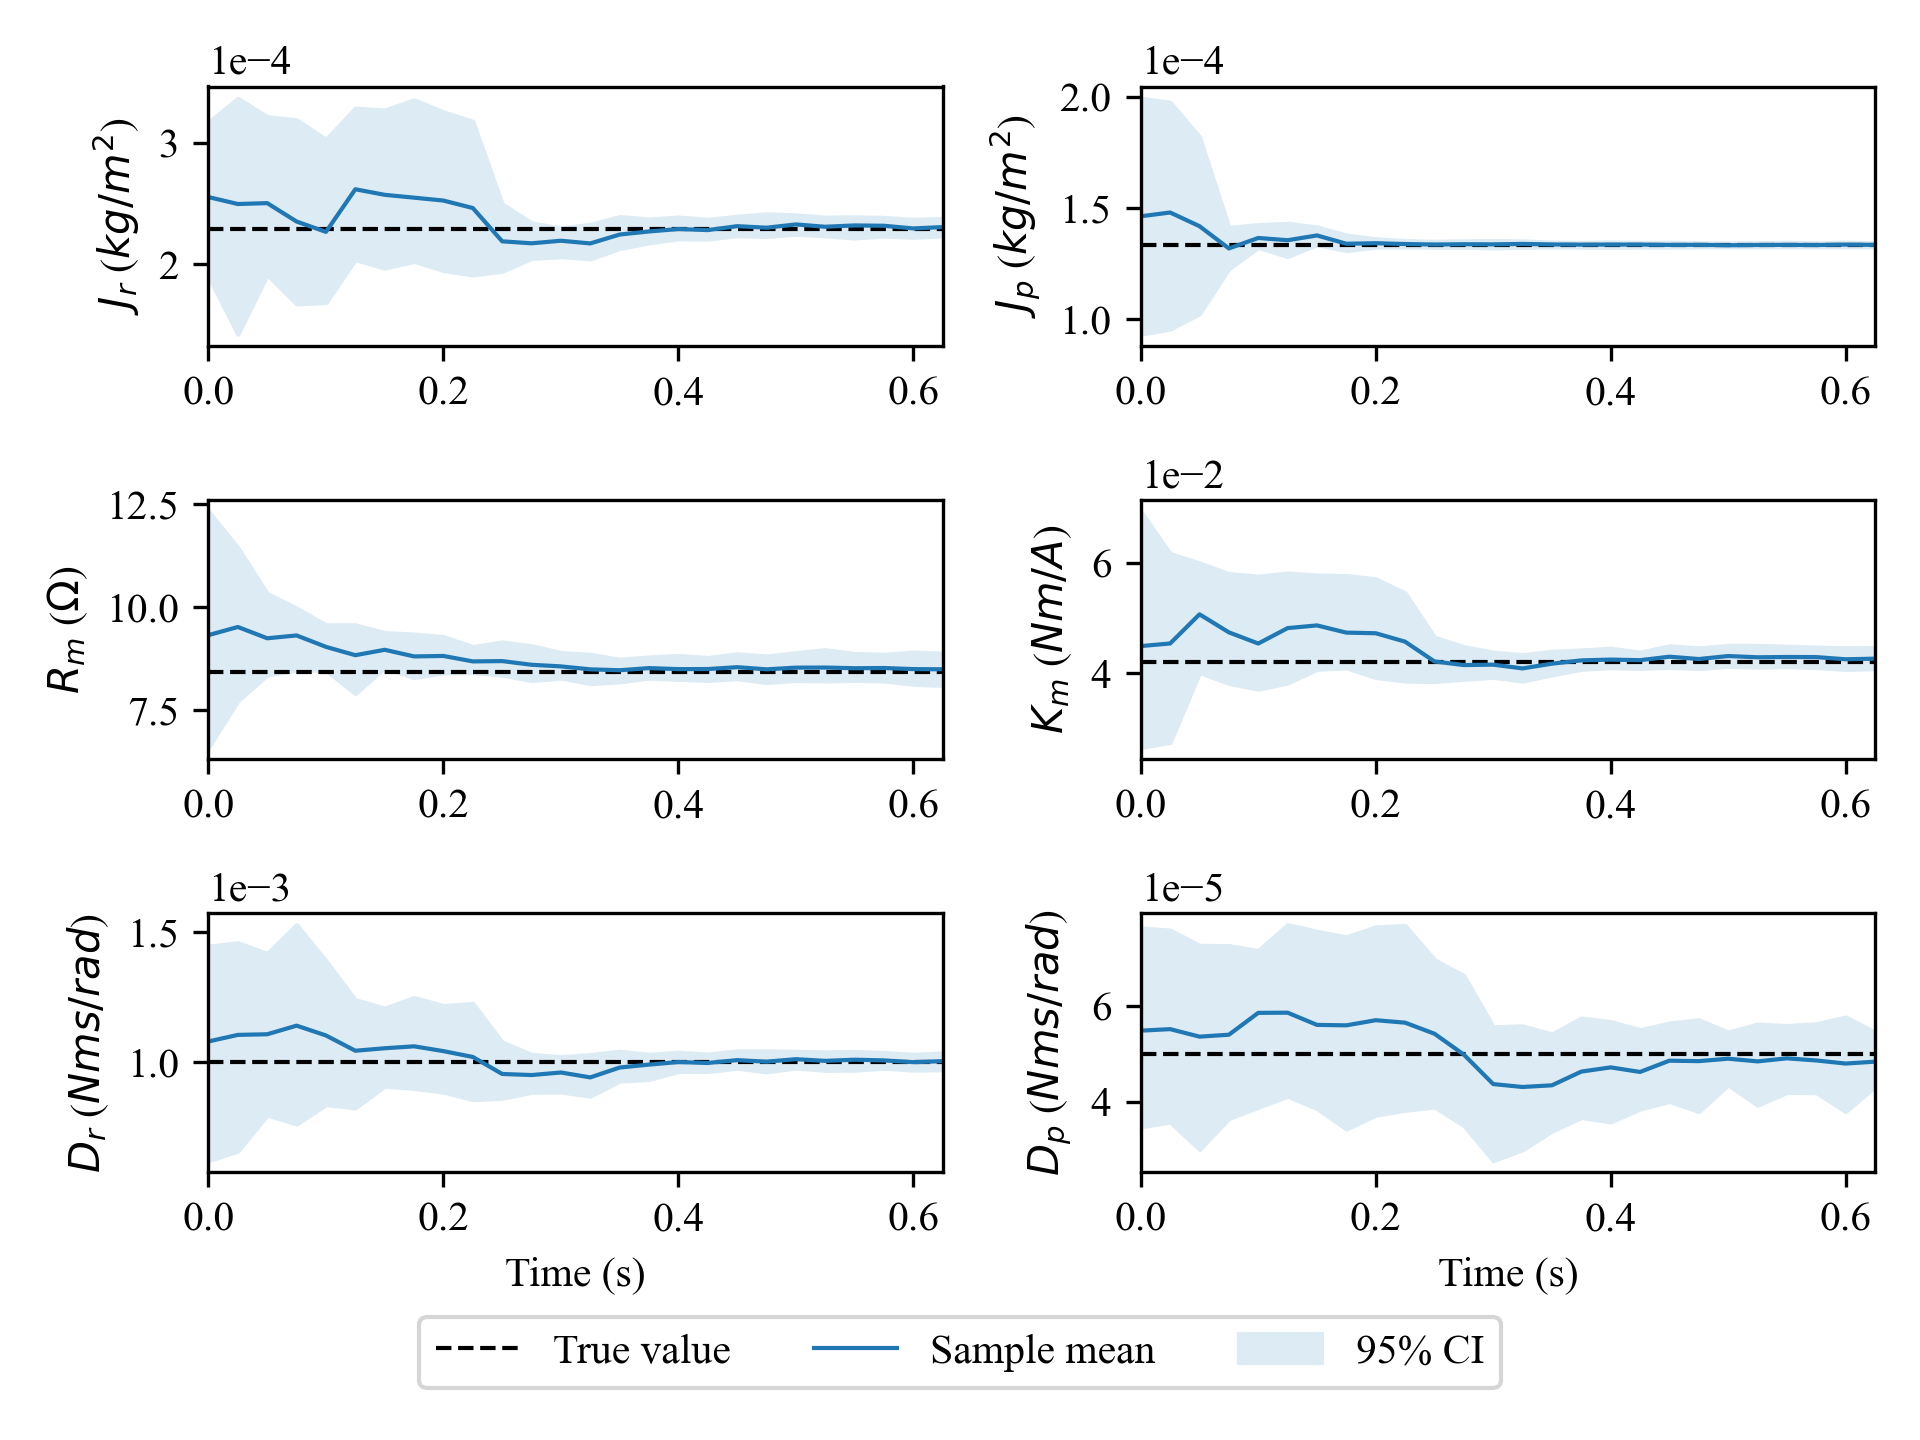 1e−4
J_r (kg/m²)
3
2
0.0 0.2 0.4 0.6
1e−4
J_p (kg/m²)
2.0
1.5
1.0
0.0 0.2 0.4 0.6
R_m (Ω)
12.5
10.0
7.5
0.0 0.2 0.4 0.6
1e−2
K_m (Nm/A)
6
4
0.0 0.2 0.4 0.6
1e−3
D_r (Nms/rad)
1.5
1.0
0.0 0.2 0.4 0.6
Time (s)
1e−5
D_p (Nms/rad)
6
4
0.0 0.2 0.4 0.6
Time (s)
True value Sample mean 95% CI